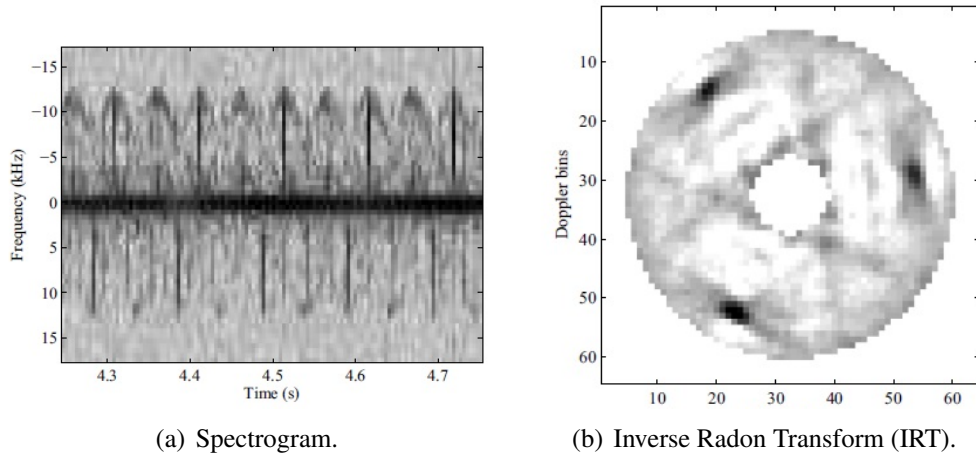 −15
−10
−5
0
5
10
15
Frequency (kHz)
4.3 4.4 4.5 4.6 4.7
Time (s)
(a) Spectrogram.
10
20
30
40
50
60
Doppler bins
10 20 30 40 50 60
(b) Inverse Radon Transform (IRT).